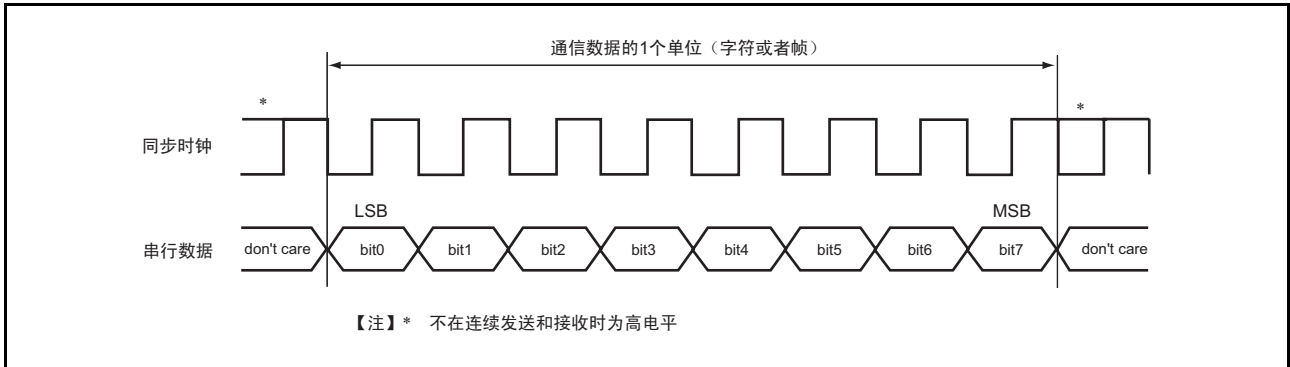 通信数据的1个单位（字符或者帧）
* *
同步时钟
LSB MSB
串行数据 don't care bit0 bit1 bit2 bit3 bit4 bit5 bit6 bit7 don't care
【注】* 不在连续发送和接收时为高电平